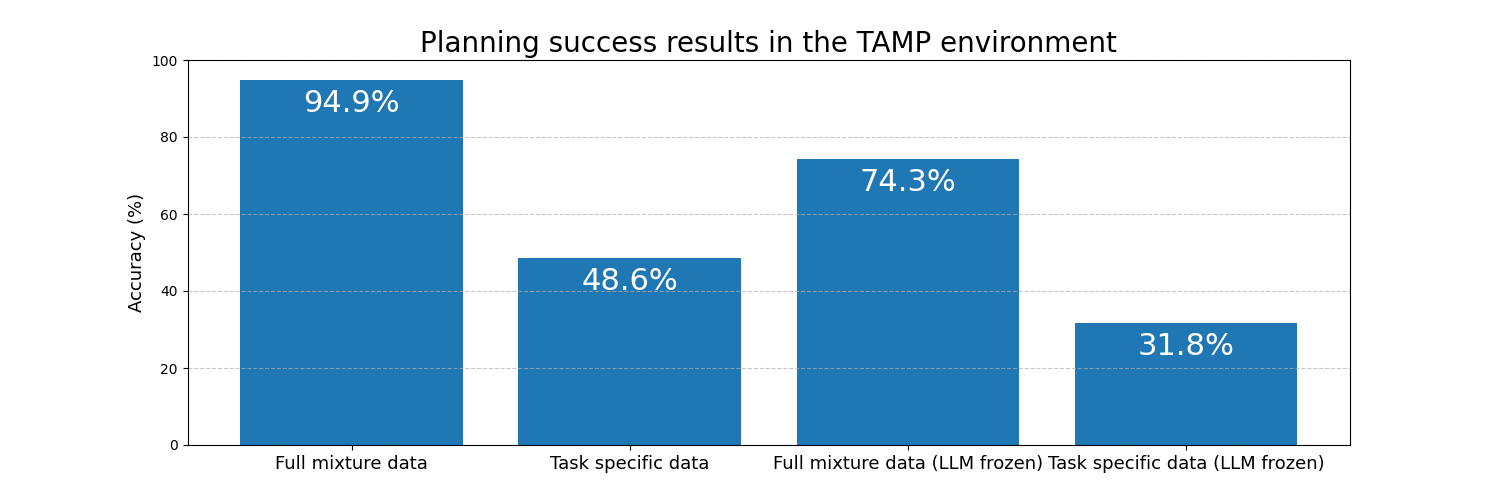 Planning success results in the TAMP environment
Accuracy (%)
100
80
60
40
20
0
94.9%
48.6%
74.3%
31.8%
Full mixture data
Task specific data
Full mixture data (LLM frozen)
Task specific data (LLM frozen)